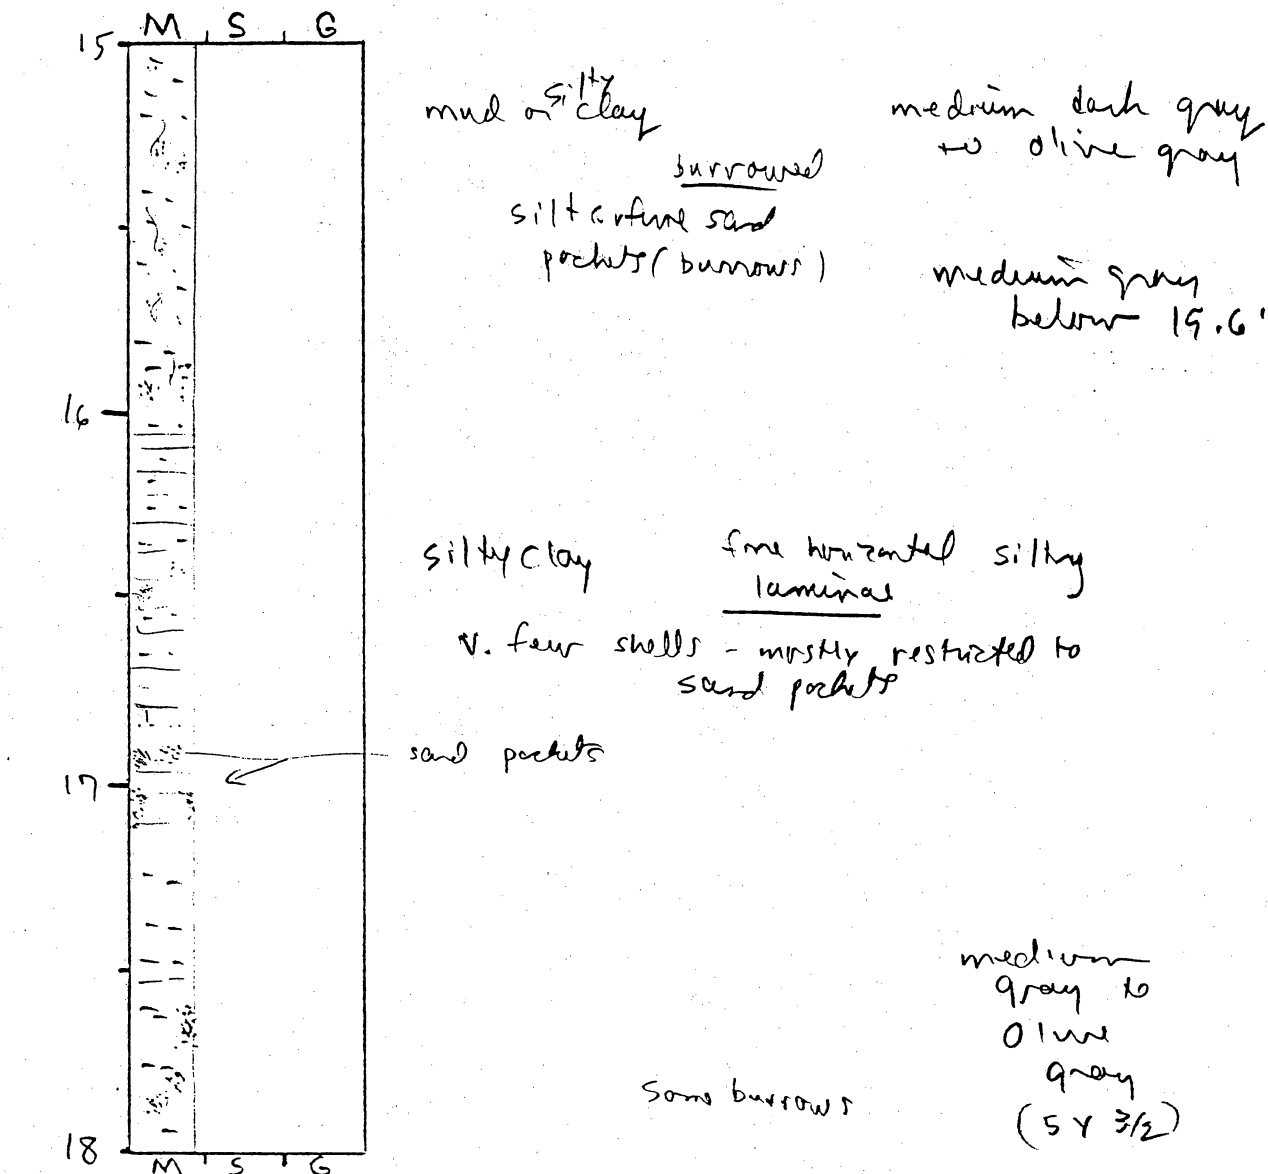 M S G
15
mud or silty clay
medium dark gray
to olive gray
burrowed
silt or fine sand
pockets (burrows)
medium gray
below 15.6'
16
silty clay fine horizontal silty
laminae
v. few shells - mostly restricted to
sand pockets
sand pockets
17
medium
gray to
olive
gray
some burrows
(5 Y 3/2)
18
M S G